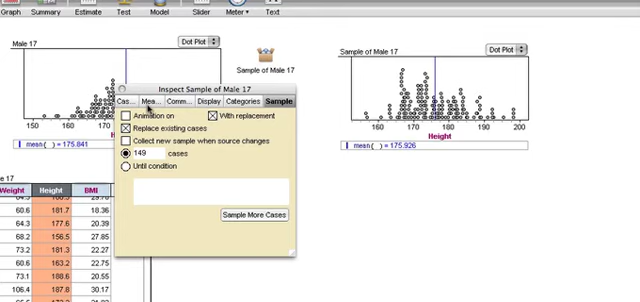 Graph Summary Estimate Test Model Slider Meter Text
Male 17
Dot Plot
Sample of Male 17
Sample of Male 17
Dot Plot
150 160 170 180 190 200
Height
160 170 180 190 200
Height
mean( ) = 175.841
mean( ) = 175.926
Inspect Sample of Male 17
Cas... Mea... Comm... Display Categories Sample
Animation on
With replacement
Replace existing cases
Collect new sample when source changes
149 cases
Until condition
Sample More Cases
Weight Height BMI
60.6 181.7 18.36
64.3 177.6 20.39
68.2 156.5 27.85
73.2 181.3 22.27
60.6 163.2 22.75
73.1 188.6 20.55
106.4 187.8 30.17